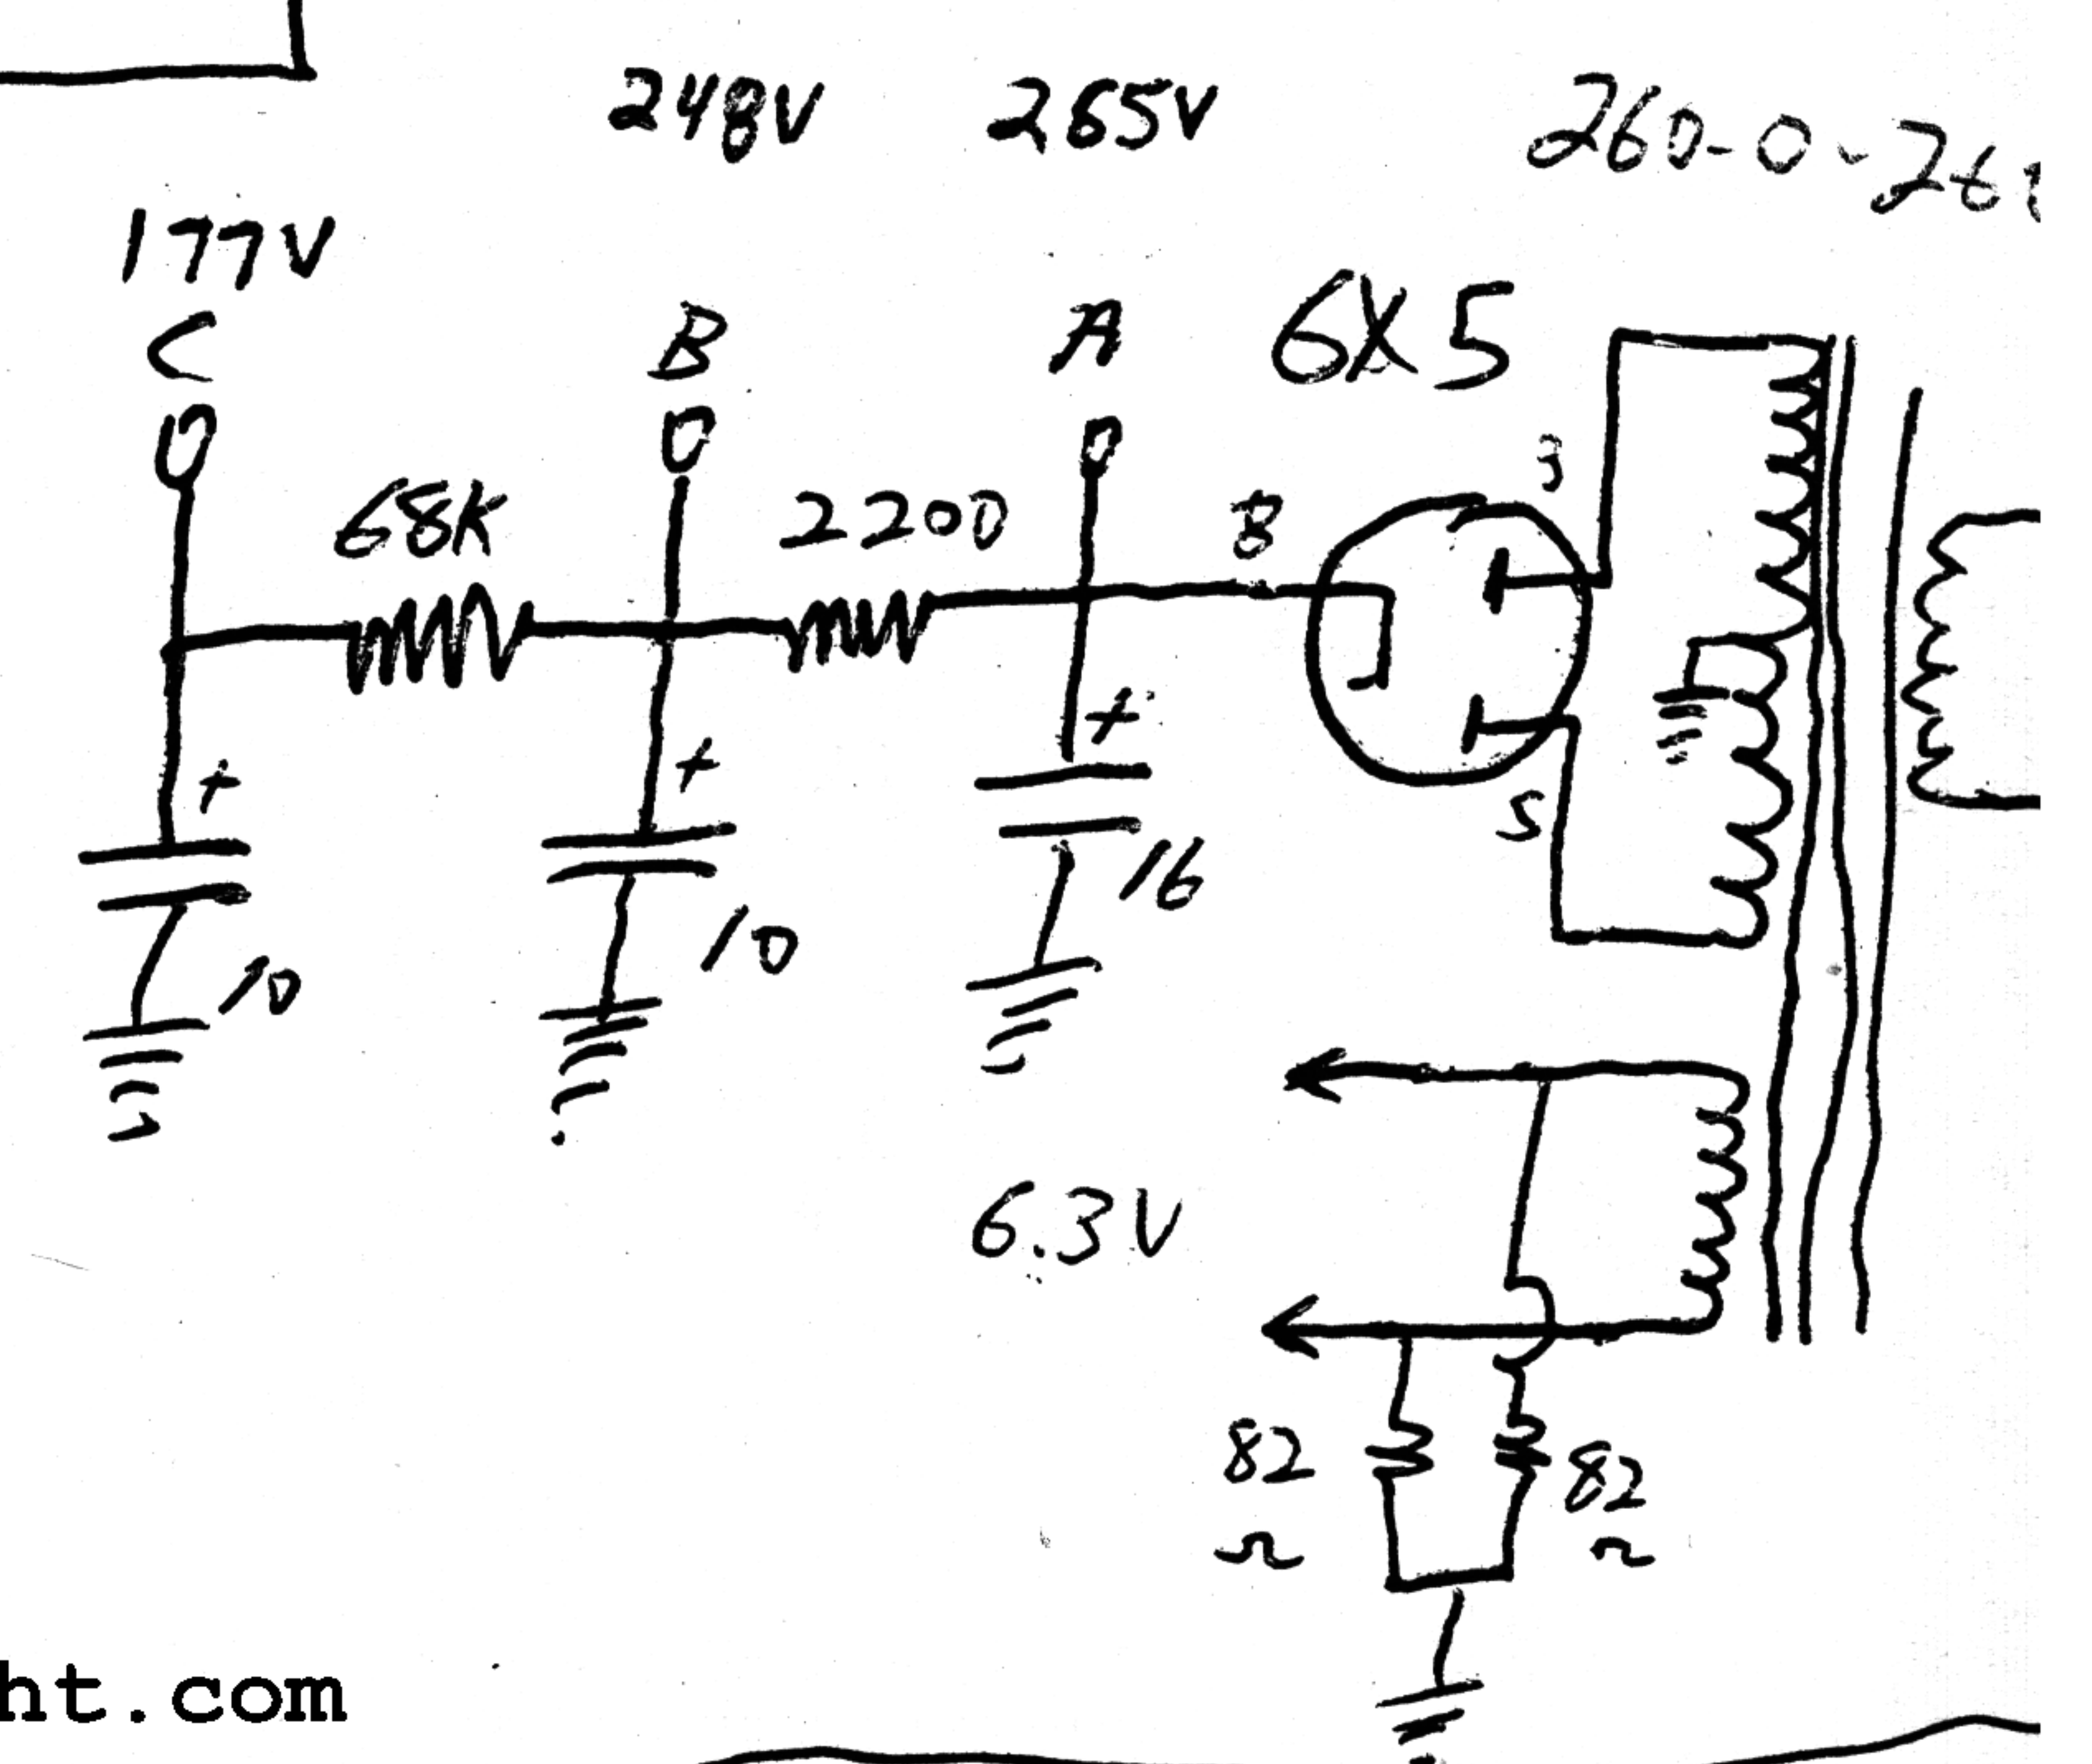 248V 265V 260-0-26
177V
C B A 6X5
3
68K 2200 8
+
+ +
5
16
10
10
6.3V
82 82
Ω Ω
ht.com